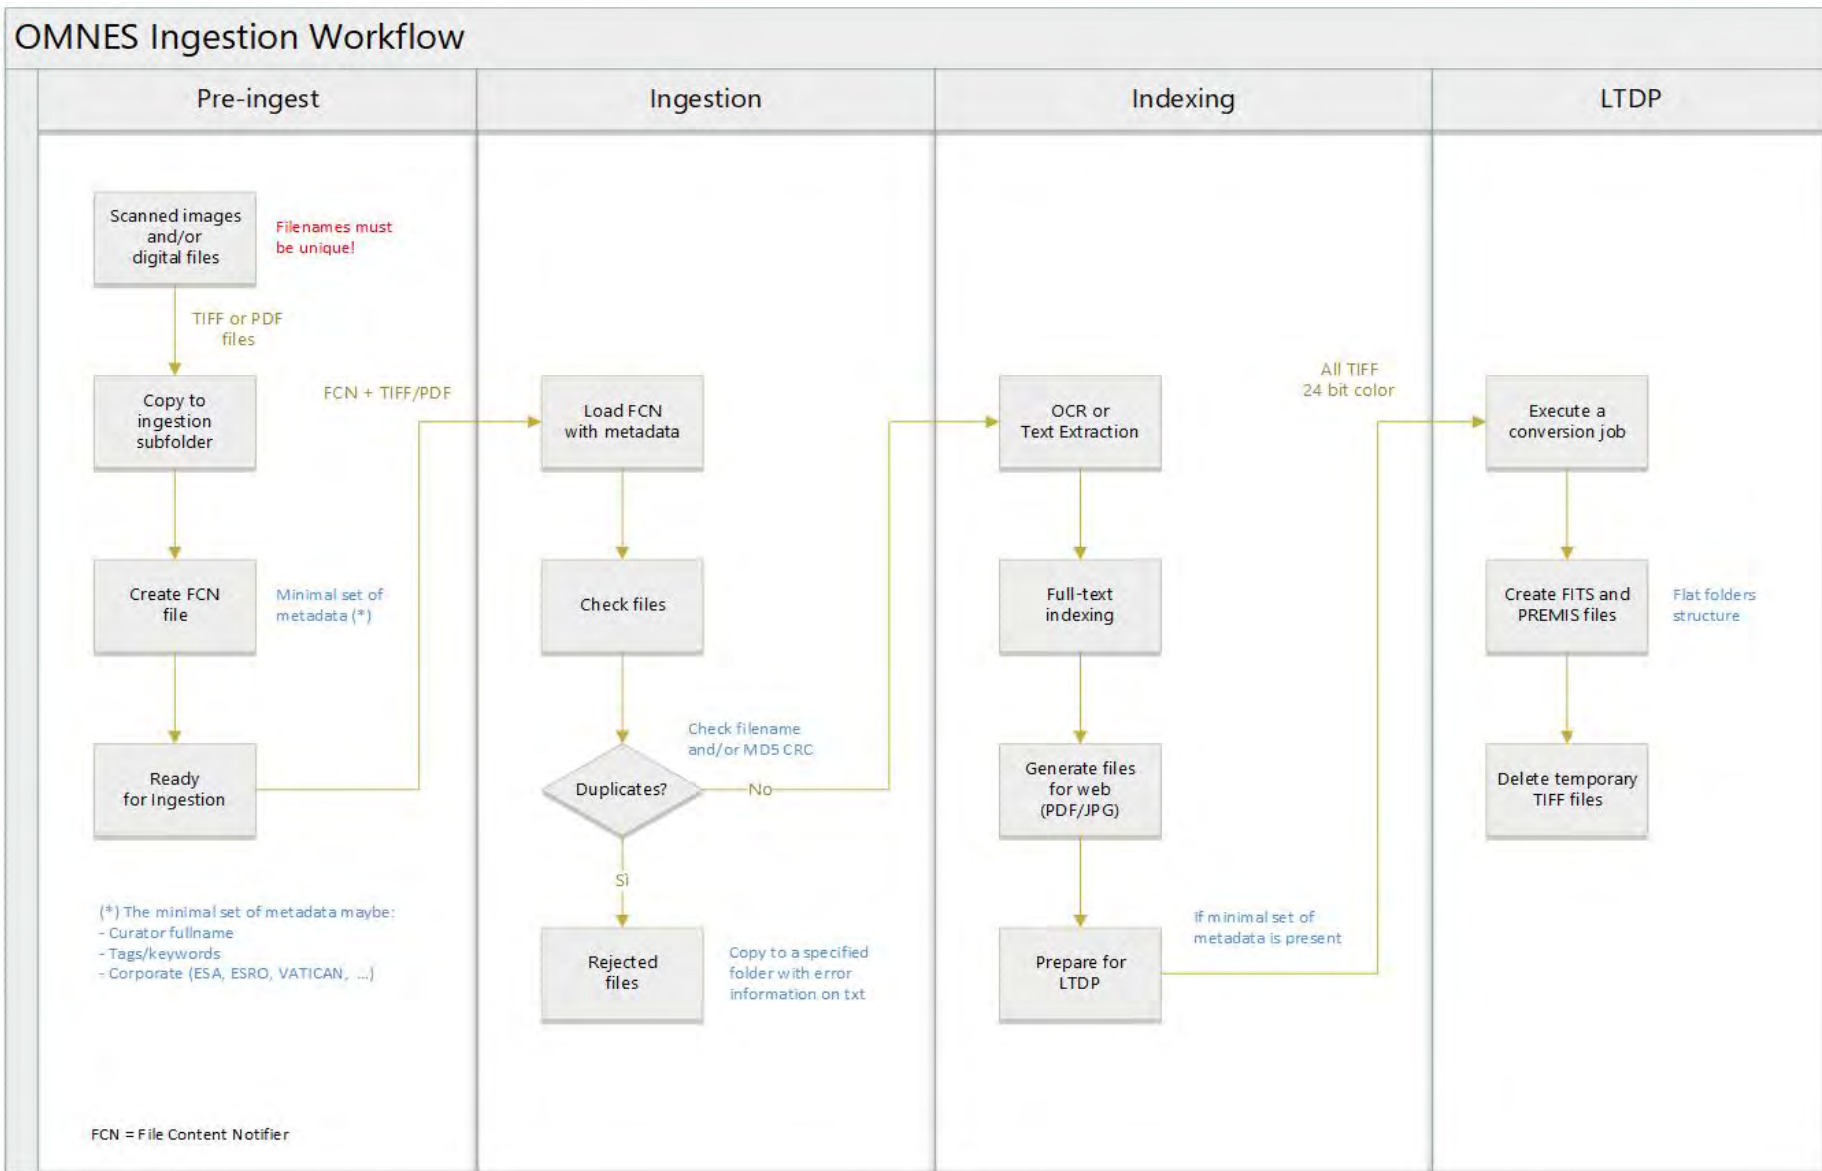 OMNES Ingestion Workflow
Pre-ingest
Ingestion
Indexing
LTDP
Scanned images
and/or
digital files
Filenames must
be unique!
TIFF or PDF
files
Copy to
ingestion
subfolder
FCN + TIFF/PDF
Create FCN
file
Minimal set of
metadata (*)
Ready
for Ingestion
(*) The minimal set of metadata maybe:
- Curator fullname
- Tags/keywords
- Corporate (ESA, ESRO, VATICAN, ...)
FCN = File Content Notifier
Load FCN
with metadata
Check files
Check filename
and/or MD5 CRC
Duplicates?
No
Sì
Rejected
files
Copy to a specified
folder with error
information on txt
OCR or
Text Extraction
Full-text
indexing
Generate files
for web
(PDF/JPG)
Prepare for
LTDP
If minimal set of
metadata is present
All TIFF
24 bit color
Execute a
conversion job
Create FITS and
PREMIS files
Flat folders
structure
Delete temporary
TIFF files